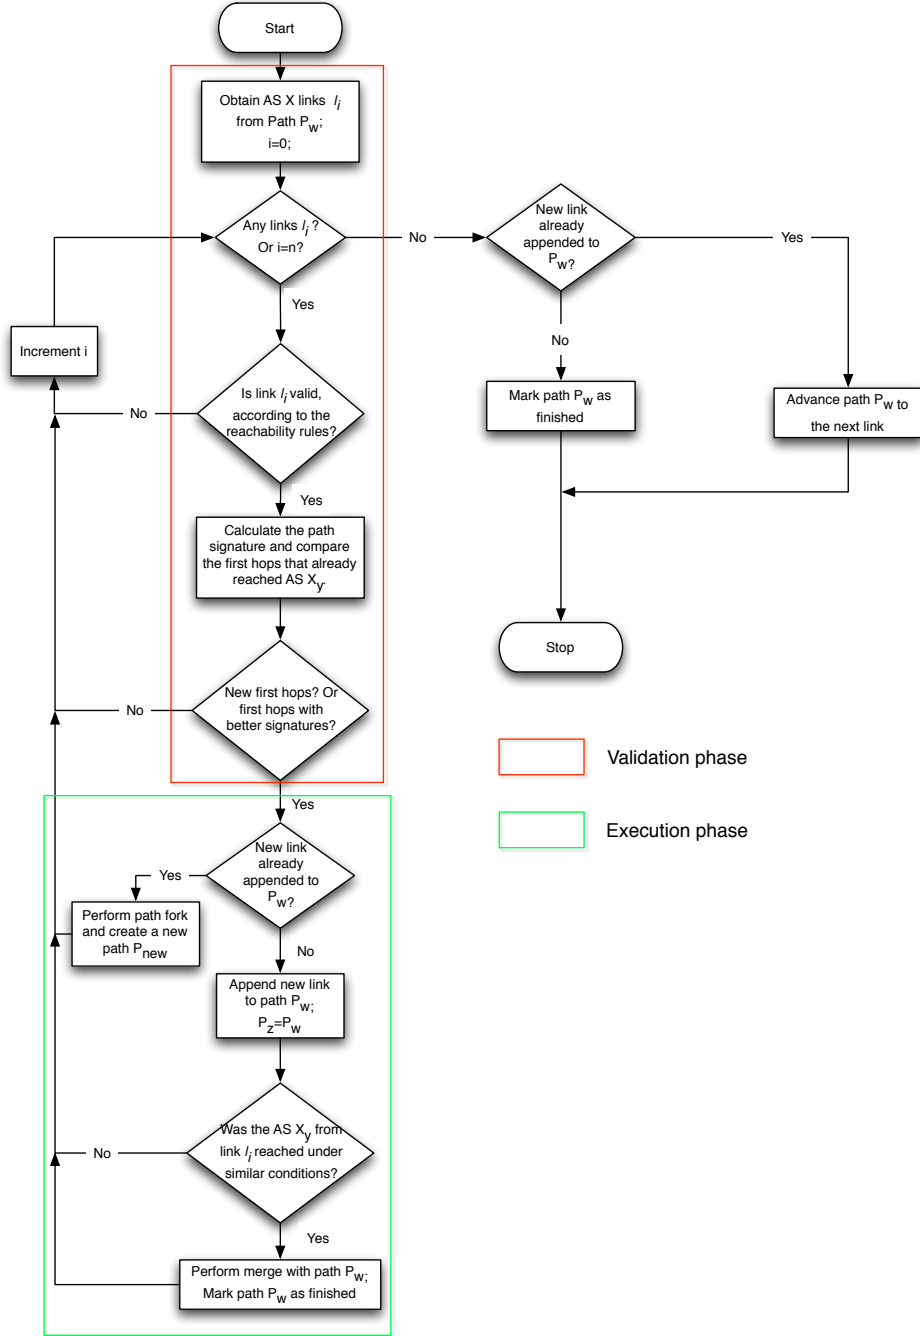 Start
Obtain AS X links l_i
from Path P_w;
i=0;
Any links l_i ?
Or i=n?
No
New link
already
appended to
P_w?
Yes
Yes
No
Increment i
Is link l_i valid,
according to the
reachability rules?
No
Mark path P_w as
finished
Advance path P_w to
the next link
Yes
Calculate the path
signature and compare
the first hops that already
reached AS X_y.
Stop
New first hops? Or
first hops with
better signatures?
No
Validation phase
Yes
Execution phase
New link
already
appended to
P_w?
Yes
Perform path fork
and create a new
path P_new
No
Append new link
to path P_w;
P_z=P_w
Was the AS X_y from
link l_i reached under
similar conditions?
No
Yes
Perform merge with path P_w;
Mark path P_w as finished